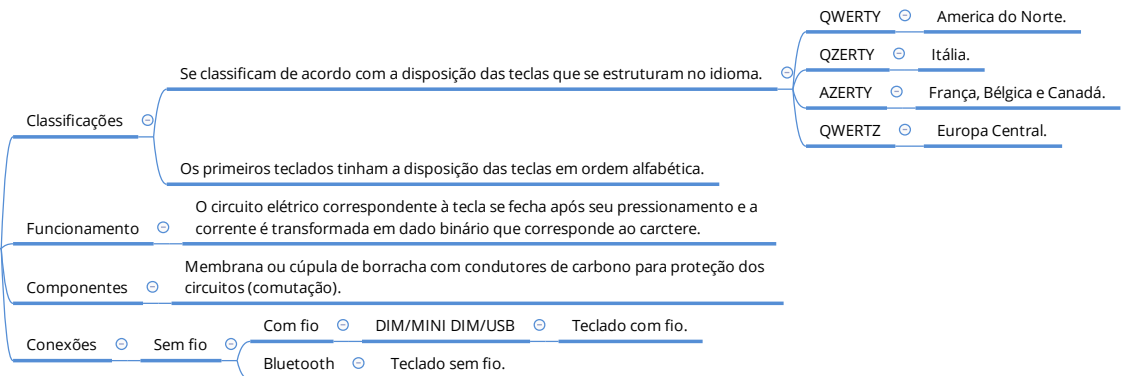 Classificações
Se classificam de acordo com a disposição das teclas que se estruturam no idioma.
QWERTY
America do Norte.
QZERTY
Itália.
AZERTY
França, Bélgica e Canadá.
QWERTZ
Europa Central.
Os primeiros teclados tinham a disposição das teclas em ordem alfabética.
Funcionamento
O circuito elétrico correspondente à tecla se fecha após seu pressionamento e a
corrente é transformada em dado binário que corresponde ao carctere.
Componentes
Membrana ou cúpula de borracha com condutores de carbono para proteção dos
circuitos (comutação).
Conexões
Sem fio
Com fio
DIM/MINI DIM/USB
Teclado com fio.
Bluetooth
Teclado sem fio.